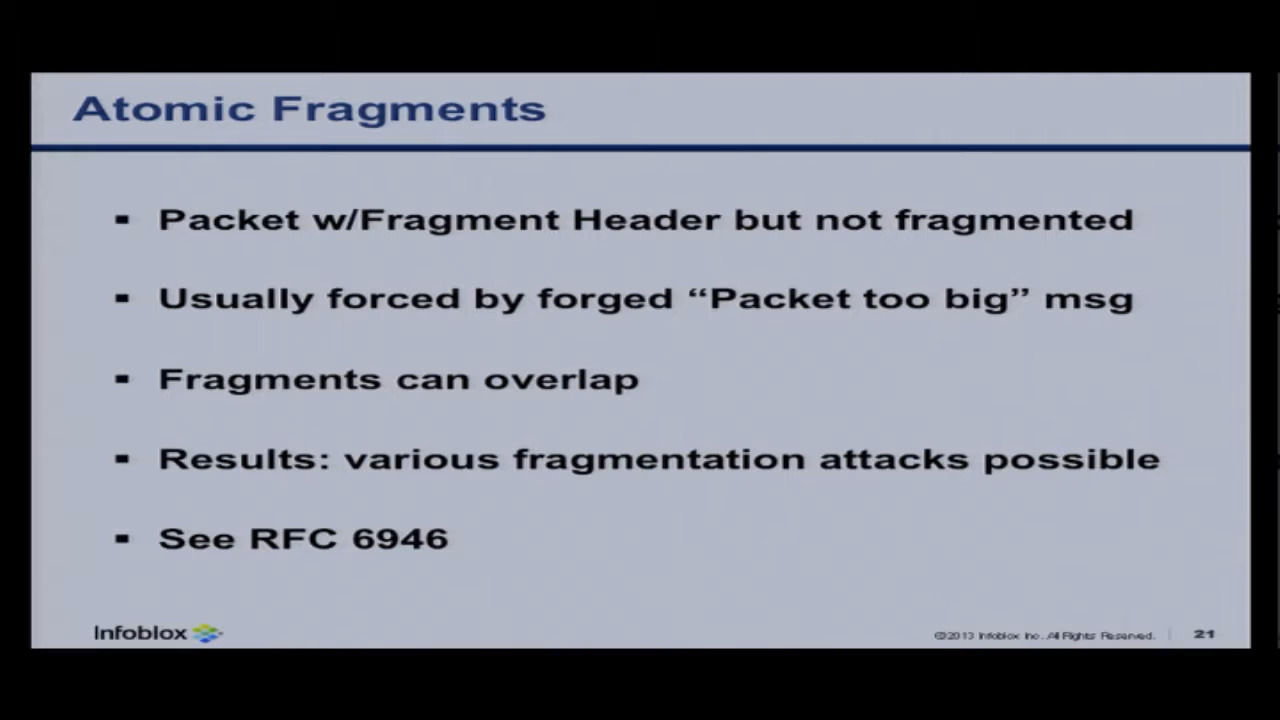 Atomic Fragments
▪ Packet w/Fragment Header but not fragmented
▪ Usually forced by forged “Packet too big” msg
▪ Fragments can overlap
▪ Results: various fragmentation attacks possible
▪ See RFC 6946
Infoblox
©2013 Infoblox Inc. All Rights Reserved. | 21